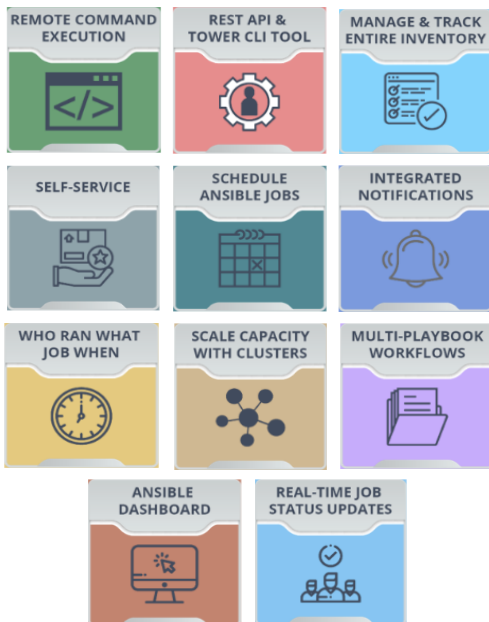 REMOTE COMMAND
EXECUTION
REST API &
TOWER CLI TOOL
MANAGE & TRACK
ENTIRE INVENTORY
</>
SELF-SERVICE
SCHEDULE
ANSIBLE JOBS
INTEGRATED
NOTIFICATIONS
WHO RAN WHAT
JOB WHEN
SCALE CAPACITY
WITH CLUSTERS
MULTI-PLAYBOOK
WORKFLOWS
ANSIBLE
DASHBOARD
REAL-TIME JOB
STATUS UPDATES